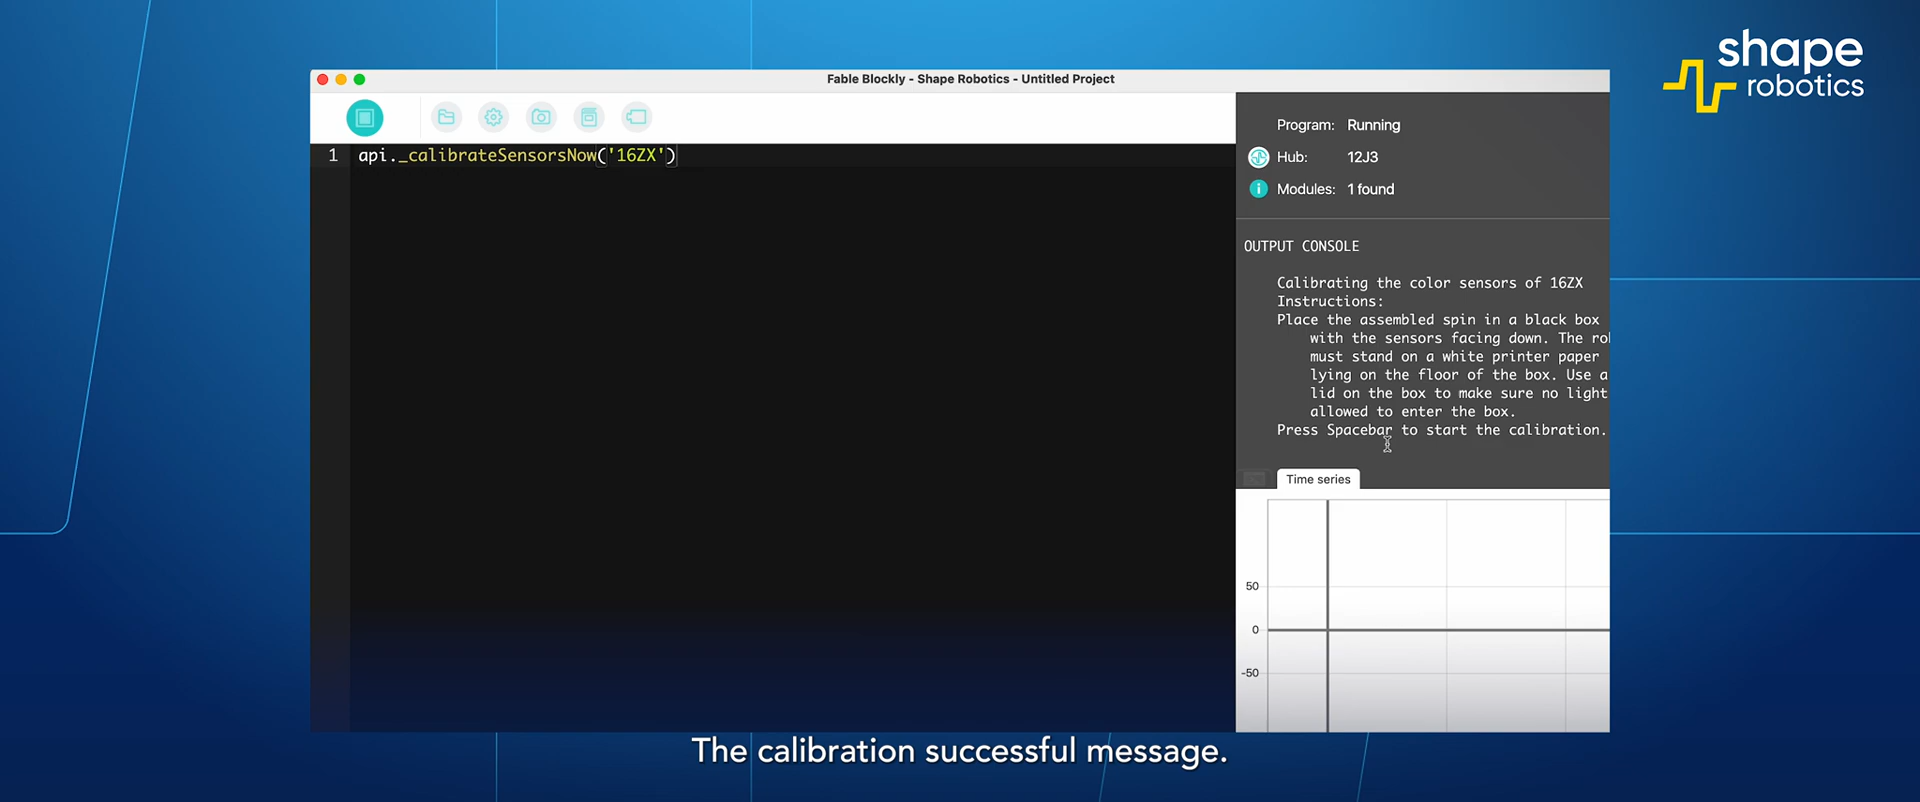 shape
robotics
Fable Blockly - Shape Robotics - Untitled Project
1 api._calibrateSensorsNow('16ZX')
Program: Running
Hub: 12J3
i Modules: 1 found
OUTPUT CONSOLE
Calibrating the color sensors of 16ZX
Instructions:
Place the assembled spin in a black box
with the sensors facing down. The
must stand on a white printer paper
lying on the floor of the box. Use a
lid on the box to make sure no light
allowed to enter the box.
Press Spacebar to start the calibration.
Time series
50
0
-50
The calibration successful message.